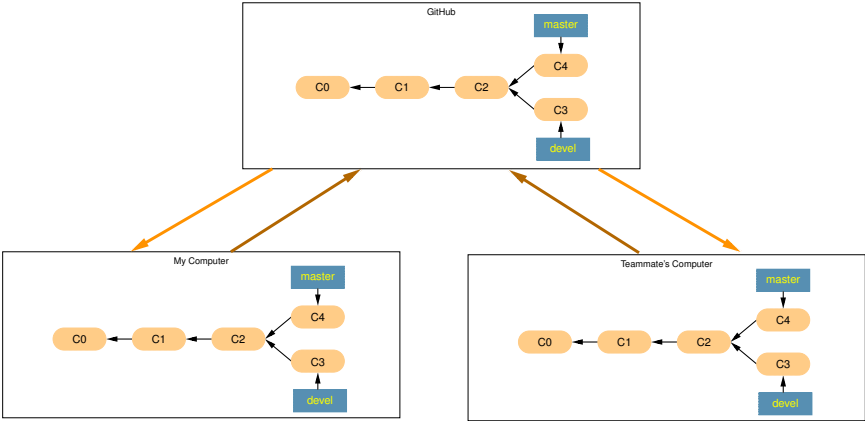 GitHub
master
C4
C0 C1 C2
C3
devel
My Computer
master
C4
C0 C1 C2
C3
devel
Teammate's Computer
master
C4
C0 C1 C2
C3
devel